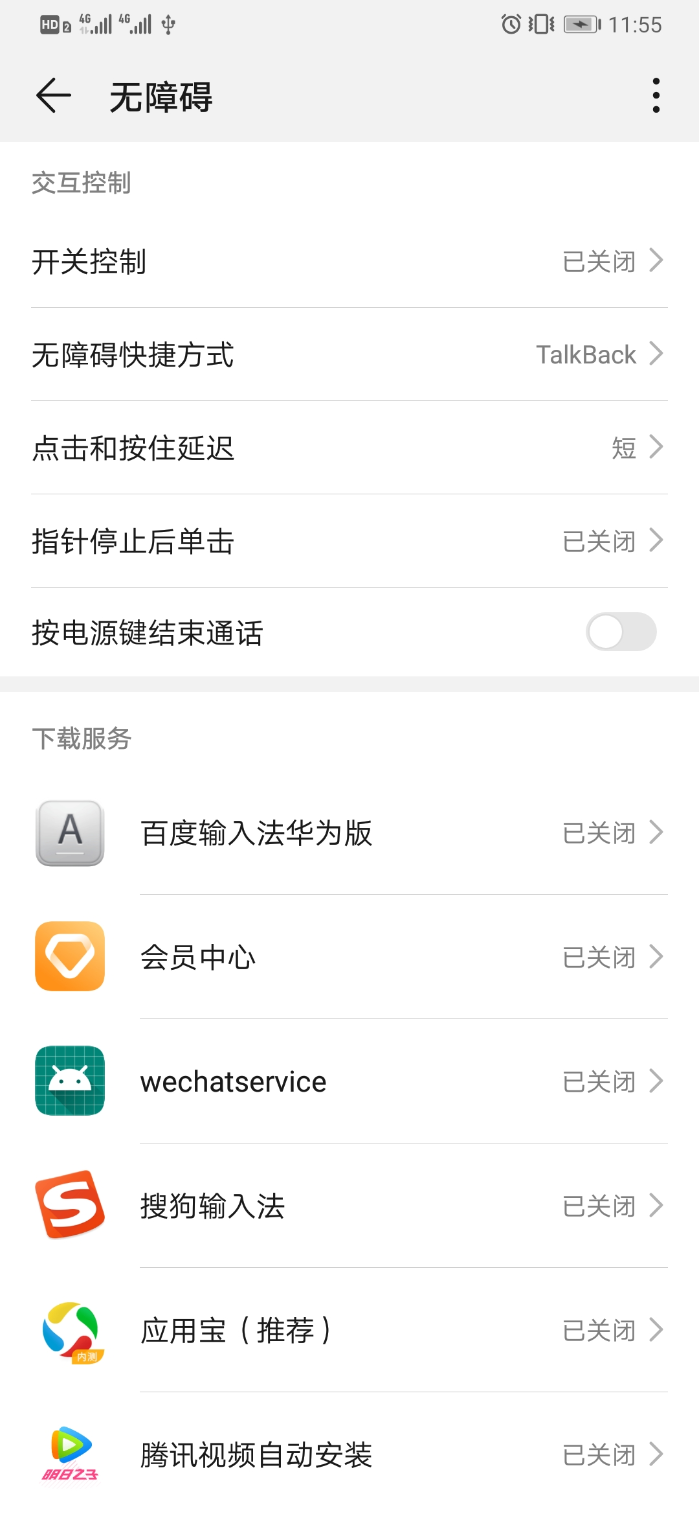 HD 2 4G 4G 11:55
无障碍
交互控制
开关控制 已关闭
无障碍快捷方式 TalkBack
点击和按住延迟 短
指针停止后单击 已关闭
按电源键结束通话
下载服务
A 百度输入法华为版 已关闭
会员中心 已关闭
wechatservice 已关闭
S 搜狗输入法 已关闭
应用宝（推荐） 已关闭
内测
腾讯视频自动安装 已关闭
明日之子